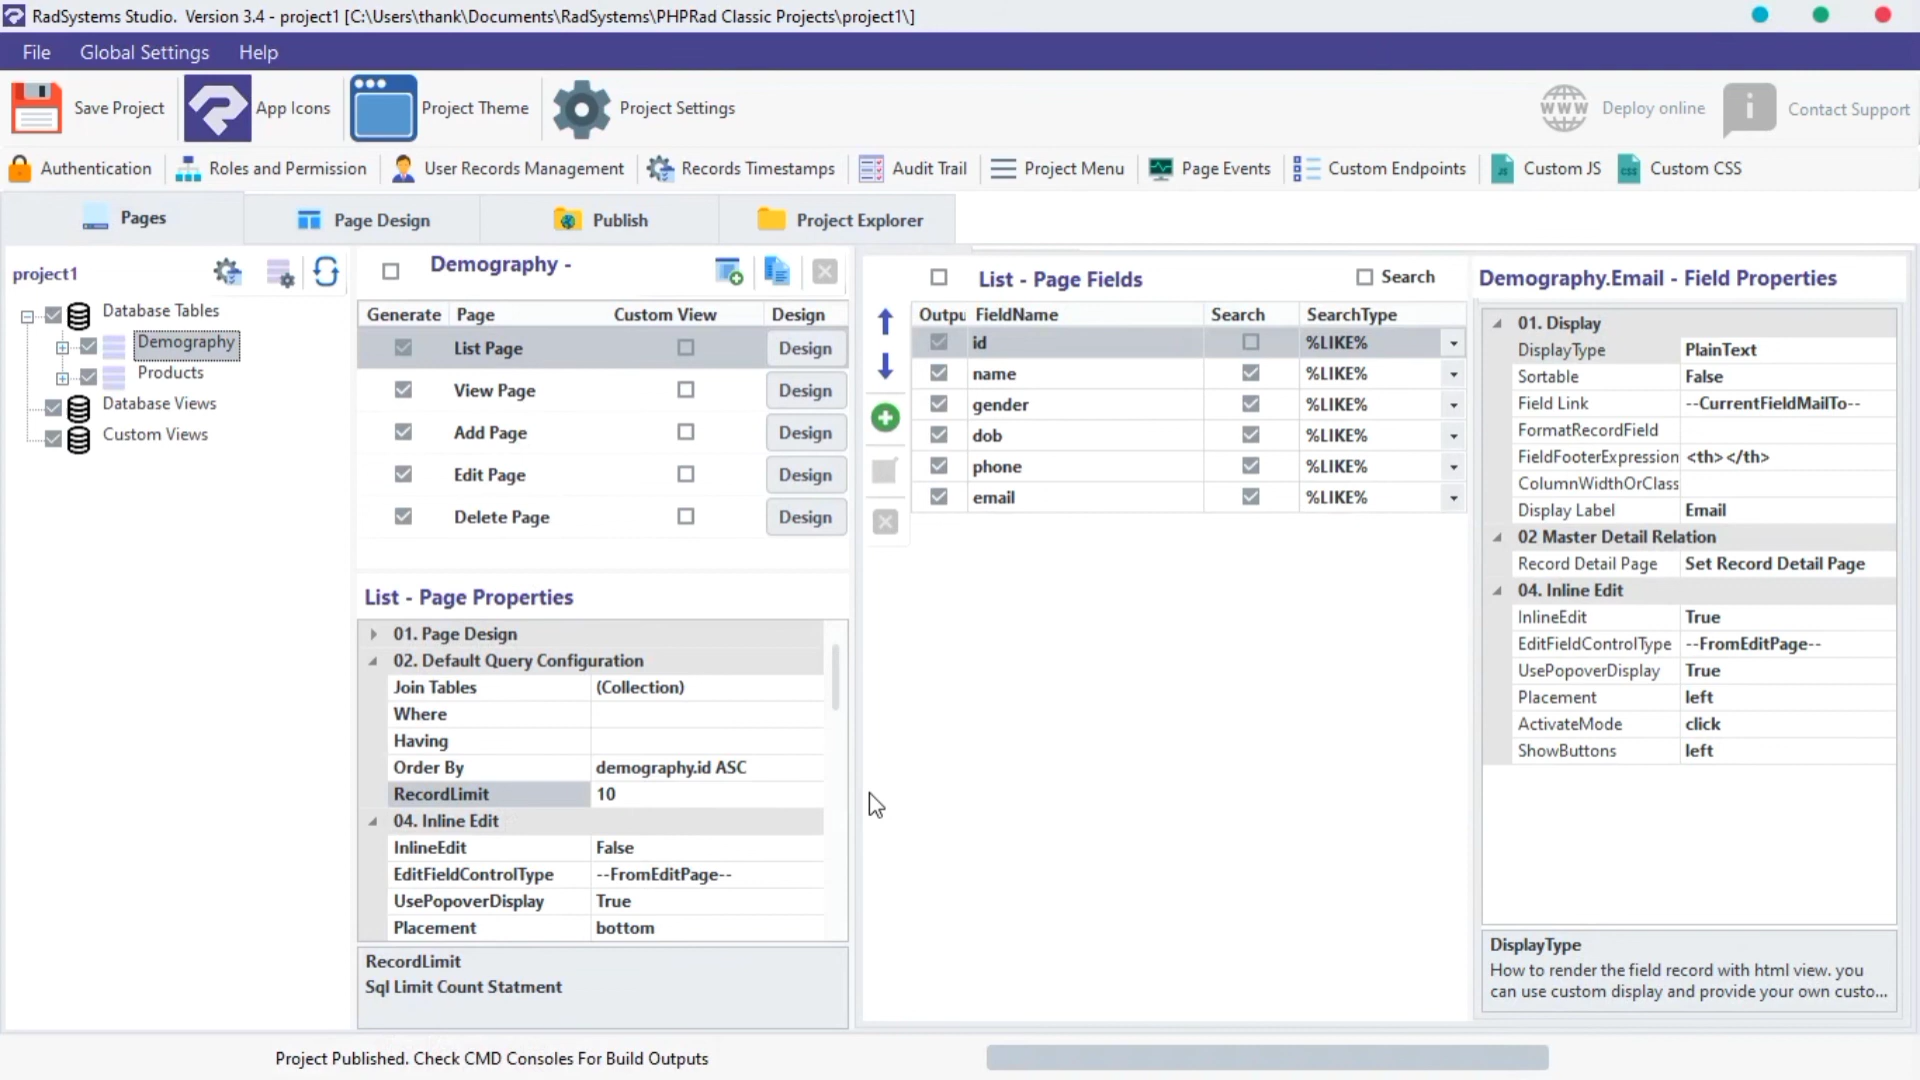 RadSystems Studio. Version 3.4 - project1 [C:\Users\thank\Documents\RadSystems\PHPRad Classic Projects\project1\]
File Global Settings Help
Save Project App Icons Project Theme Project Settings WWW Deploy online i Contact Support
Authentication Roles and Permission User Records Management Records Timestamps Audit Trail Project Menu Page Events Custom Endpoints JS Custom JS CSS Custom CSS
Pages Page Design Publish Project Explorer
project1
Database Tables
Demography
Products
Database Views
Custom Views
Demography -
Generate Page Custom View Design
List Page Design
View Page Design
Add Page Design
Edit Page Design
Delete Page Design
List - Page Properties
01. Page Design
02. Default Query Configuration
Join Tables (Collection)
Where
Having
Order By demography.id ASC
RecordLimit 10
04. Inline Edit
InlineEdit False
EditFieldControlType --FromEditPage--
UsePopoverDisplay True
Placement bottom
RecordLimit
Sql Limit Count Statment
List - Page Fields Search
Outpu FieldName Search SearchType
id %LIKE%
name %LIKE%
gender %LIKE%
dob %LIKE%
phone %LIKE%
email %LIKE%
Demography.Email - Field Properties
01. Display
DisplayType PlainText
Sortable False
Field Link --CurrentFieldMailTo--
FormatRecordField
FieldFooterExpression <th></th>
ColumnWidthOrClass
Display Label Email
02 Master Detail Relation
Record Detail Page Set Record Detail Page
04. Inline Edit
InlineEdit True
EditFieldControlType --FromEditPage--
UsePopoverDisplay True
Placement left
ActivateMode click
ShowButtons left
DisplayType
How to render the field record with html view. you
can use custom display and provide your own custo...
Project Published. Check CMD Consoles For Build Outputs